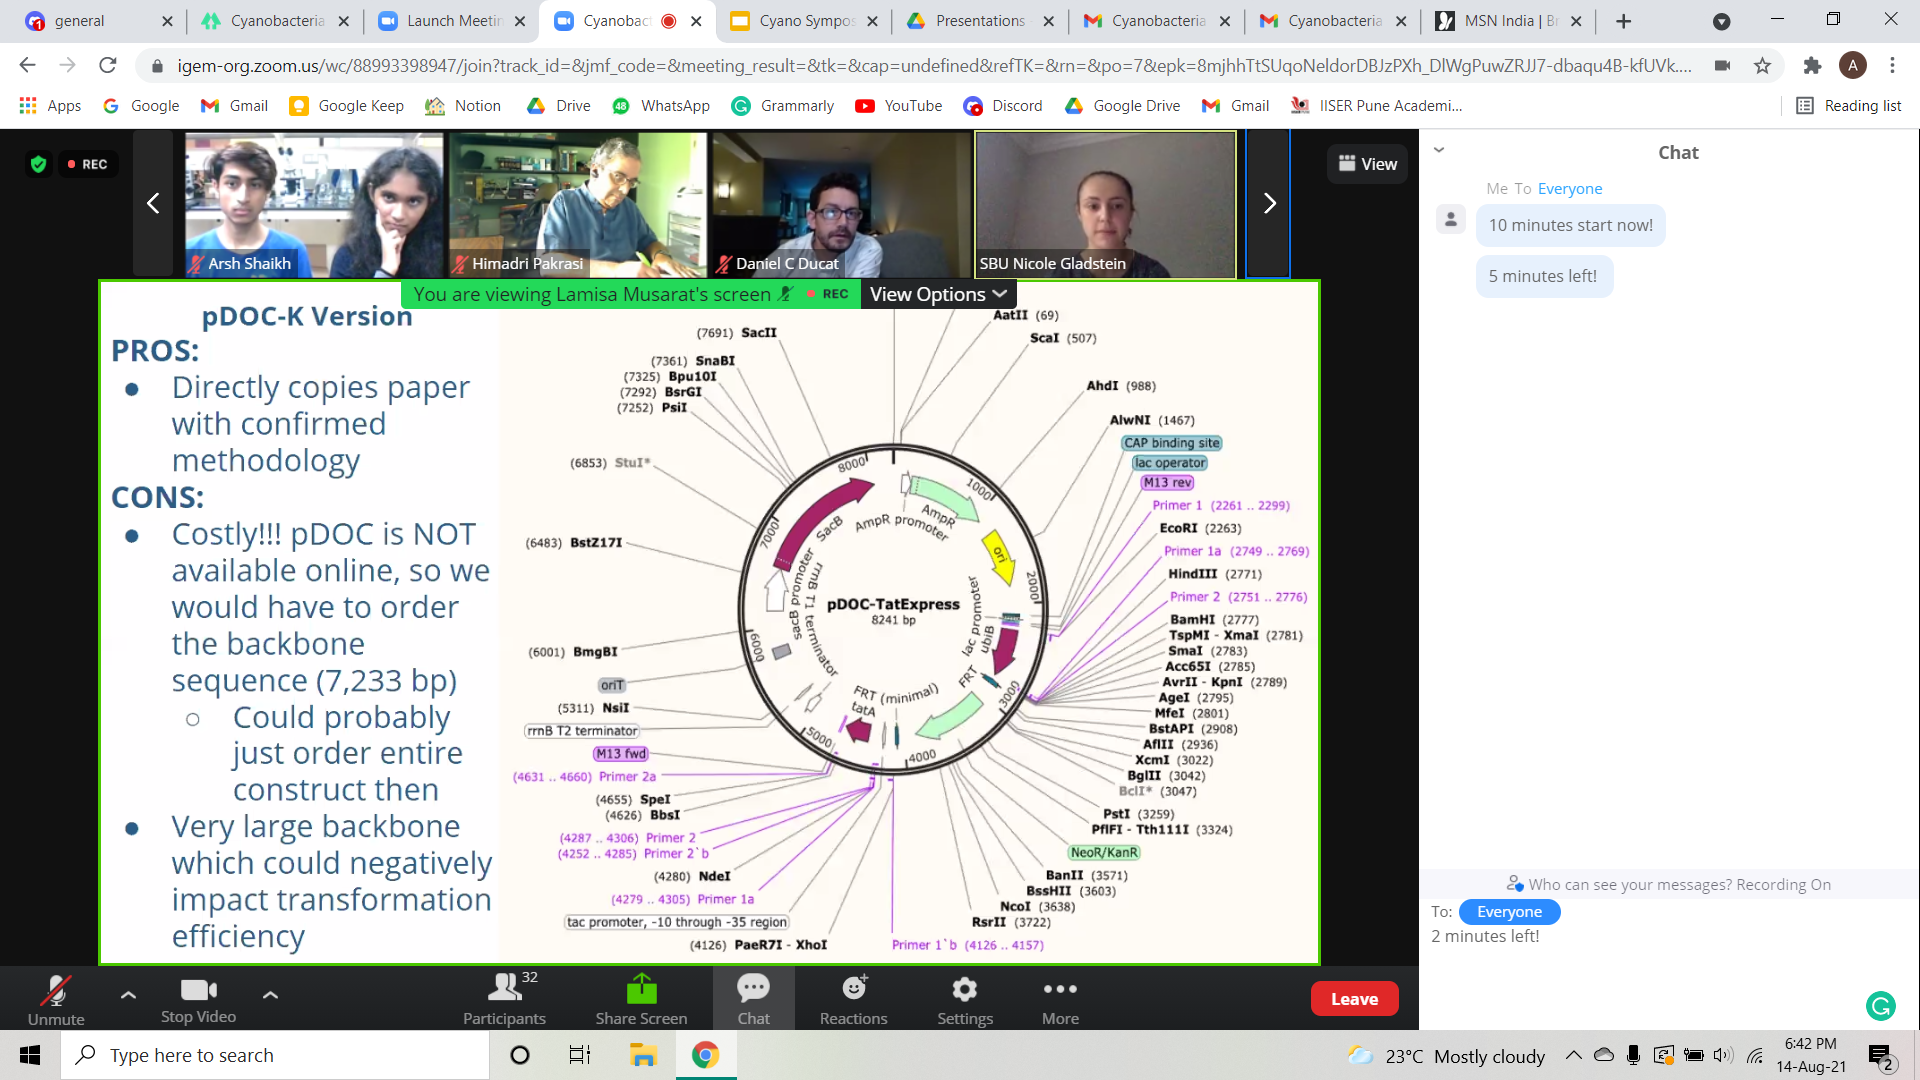 general
Cyanobacteria
Launch Meetin
Cyanobact
Cyano Sympos
Presentations
Cyanobacteria
Cyanobacteria
MSN India | Br
igem-org.zoom.us/wc/88993398947/join?track_id=&jmf_code=&meeting_result=&tk=&cap=undefined&refTK=&rn=&po=7&epk=8mjhhTtSUqoNeldorDBJzPXh_DlWgPuwZRJJ7-dbaqu4B-kfUVk....
A
Apps
Google
Gmail
Google Keep
Notion
Drive
WhatsApp
Grammarly
YouTube
Discord
Google Drive
Gmail
IISER Pune Academi...
Reading list
REC
Arsh Shaikh
Himadri Pakrasi
Daniel C Ducat
SBU Nicole Gladstein
View
You are viewing Lamisa Musarat's screen
REC
View Options
pDOC-K Version
PROS:
Directly copies paper
with confirmed
methodology
CONS:
Costly!!! pDOC is NOT
available online, so we
would have to order
the backbone
sequence (7,233 bp)
Could probably
just order entire
construct then
Very large backbone
which could negatively
impact transformation
efficiency
(7691) SacII
(7361) SnaBI
(7325) Bpu10I
(7292) BsrGI
(7252) PsiI
(6853) StuI*
(6483) BstZ17I
(6001) BmgBI
oriT
(5311) NsiI
rrnB T2 terminator
M13 fwd
(4631 .. 4660) Primer 2a
(4655) SpeI
(4626) BbsI
(4287 .. 4306) Primer 2
(4252 .. 4285) Primer 2`b
(4280) NdeI
(4279 .. 4305) Primer 1a
tac promoter, -10 through -35 region
(4126) PaeR7I - XhoI
AatII (69)
ScaI (507)
AhdI (988)
AlwNI (1467)
CAP binding site
lac operator
M13 rev
Primer 1 (2261 .. 2299)
EcoRI (2263)
Primer 1a (2749 .. 2769)
HindIII (2771)
Primer 2 (2751 .. 2776)
BamHI (2777)
TspMI - XmaI (2781)
SmaI (2783)
Acc65I (2785)
AvrII - KpnI (2789)
AgeI (2795)
MfeI (2801)
BstAPI (2908)
AflII (2936)
XcmI (3022)
BglII (3042)
BclI* (3047)
PstI (3259)
PflFI - Tth111I (3324)
NeoR/KanR
BanII (3571)
BssHII (3603)
NcoI (3638)
RsrII (3722)
Primer 1`b (4126 .. 4157)
1000
2000
3000
4000
5000
6000
7000
8000
SacB
AmpR promoter
AmpR
ori
lac promoter
ubiB
FRT
FRT (minimal)
tatA
rrnB T1 terminator
sacB promoter
pDOC-TatExpress
8241 bp
Chat
Me To Everyone
10 minutes start now!
5 minutes left!
Who can see your messages? Recording On
To: Everyone
2 minutes left!
Unmute
Stop Video
32
Participants
Share Screen
Chat
Reactions
Settings
More
Leave
Type here to search
23°C Mostly cloudy
6:42 PM
14-Aug-21
2